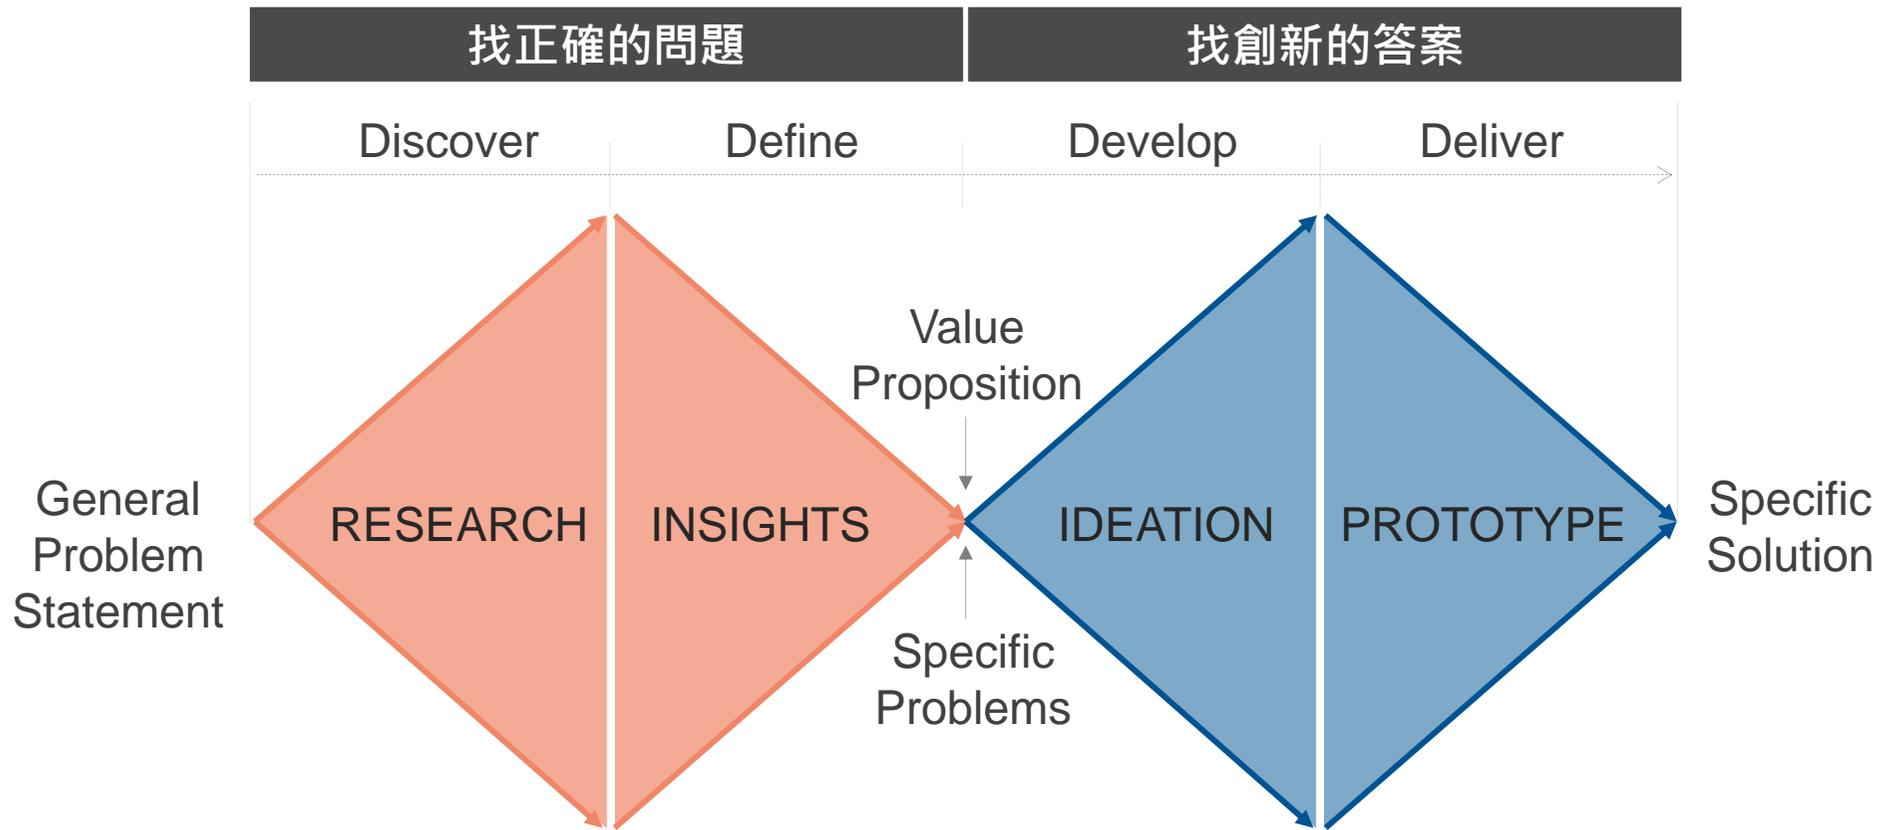 找正確的問題
找創新的答案
Discover
Define
Develop
Deliver
Value
Proposition
General
Problem
Statement
RESEARCH
INSIGHTS
IDEATION
PROTOTYPE
Specific
Solution
Specific
Problems